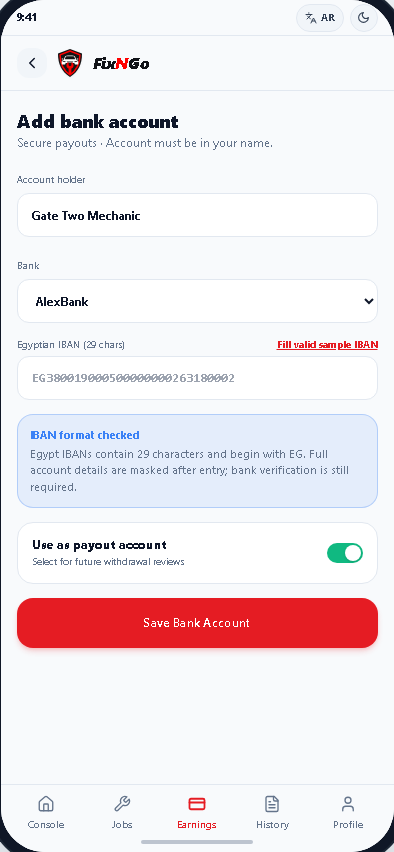 9:41
AR
FixNGo
Add bank account
Secure payouts · Account must be in your name.
Account holder
Gate Two Mechanic
Bank
AlexBank
Egyptian IBAN (29 chars)
Fill valid sample IBAN
EG380019000500000000263180002
IBAN format checked
Egypt IBANs contain 29 characters and begin with EG. Full
account details are masked after entry; bank verification is still
required.
Use as payout account
Select for future withdrawal reviews
Save Bank Account
Console
Jobs
Earnings
History
Profile